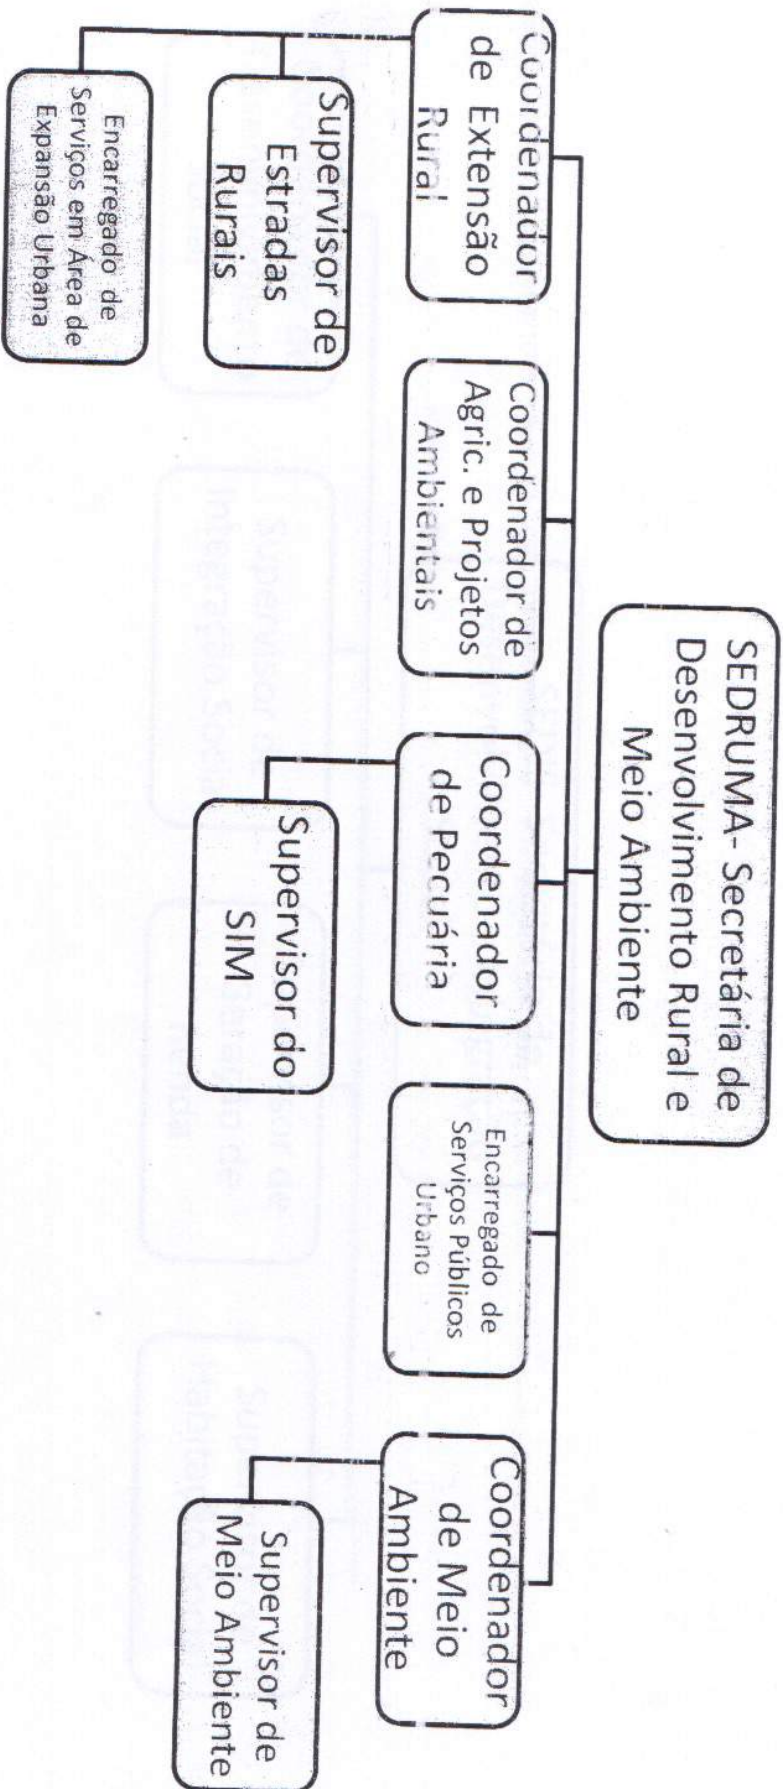 SEDRUMA- Secretária de
Desenvolvimento Rural e
Meio Ambiente
Coordenador
de Extensão
Rural
Supervisor de
Estradas
Rurais
Encarregado de
Serviços em Área de
Expansão Urbana
Coordenador de
Agric. e Projetos
Ambientais
Coordenador
de Pecuária
Supervisor do
SIM
Encarregado de
Serviços Públicos
Urbano
Coordenador
de Meio
Ambiente
Supervisor de
Meio Ambiente